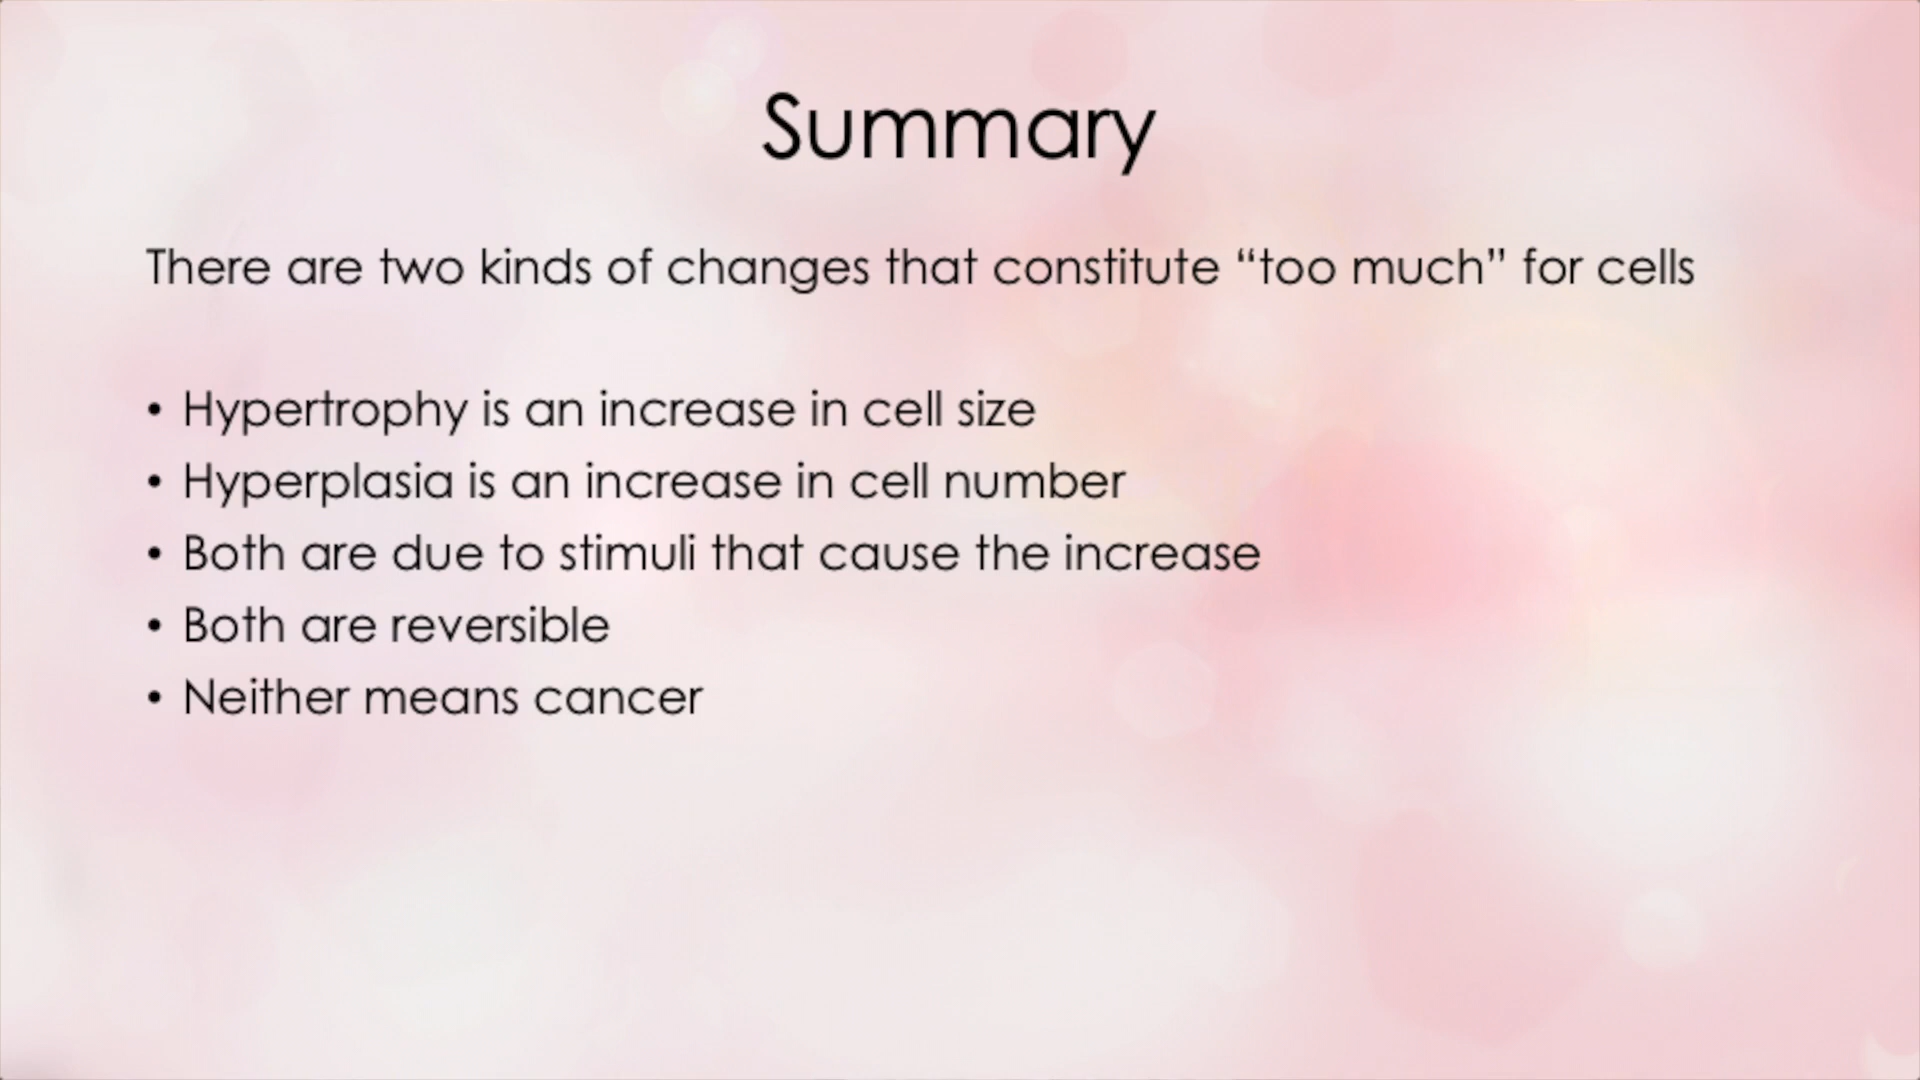 Summary
There are two kinds of changes that constitute “too much” for cells
• Hypertrophy is an increase in cell size
• Hyperplasia is an increase in cell number
• Both are due to stimuli that cause the increase
• Both are reversible
• Neither means cancer